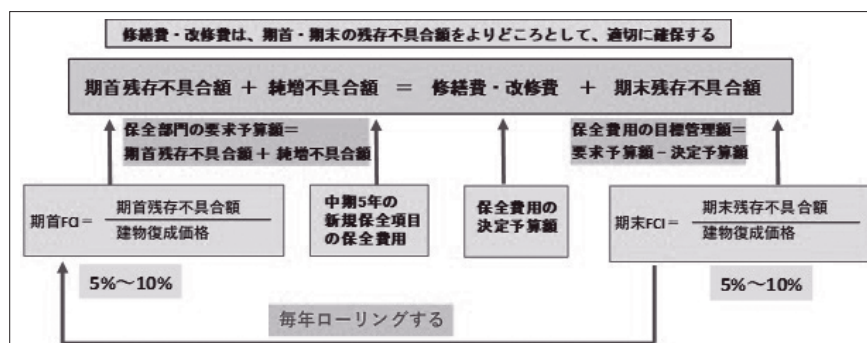 修繕費・改修費は、期首・期末の残存不具合額をよりどころとして、適切に確保する
期首残存不具合額 + 純増不具合額 = 修繕費・改修費 + 期末残存不具合額
保全部門の要求予算額=
期首残存不具合額+純増不具合額
保全費用の目標管理額=
要求予算額-決定予算額
期首FCI= 期首残存不具合額
建物復成価格
中期5年の
新規保全項目
の保全費用
保全費用の
決定予算額
期末FCI= 期末残存不具合額
建物復成価格
5%~10%
5%~10%
毎年ローリングする